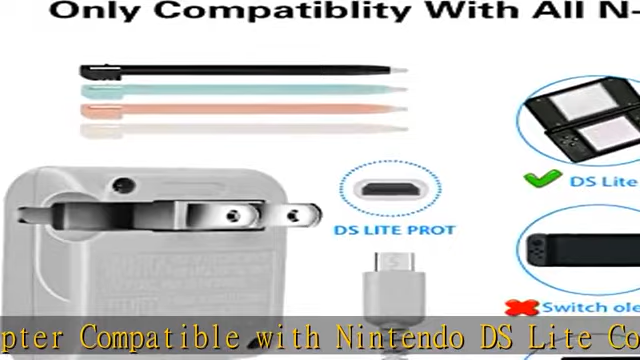 Only Compatiblity With All N-
DS Lite
DS LITE PROT
Switch ole
pter Compatible with Nintendo DS Lite Co